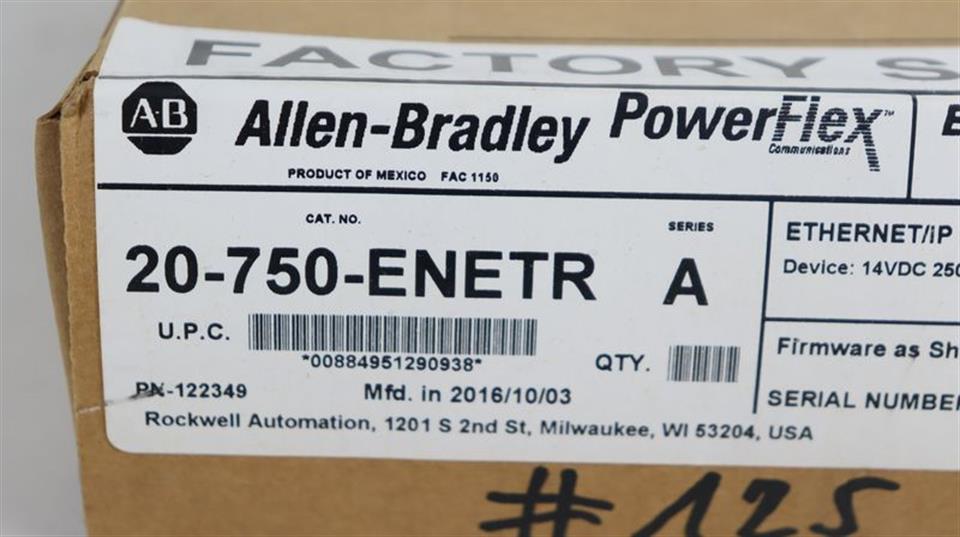 FACTORY S
A-B Allen-Bradley PowerFlex™
Communications
PRODUCT OF MEXICO FAC 1150
CAT. NO. SERIES
20-750-ENETR A
ETHERNET/IP
Device: 14VDC 250
U.P.C.
*00884951290938* QTY.
Firmware as Sh
PN-122349 Mfd. in 2016/10/03
SERIAL NUMBER
Rockwell Automation, 1201 S 2nd St, Milwaukee, WI 53204, USA
#125